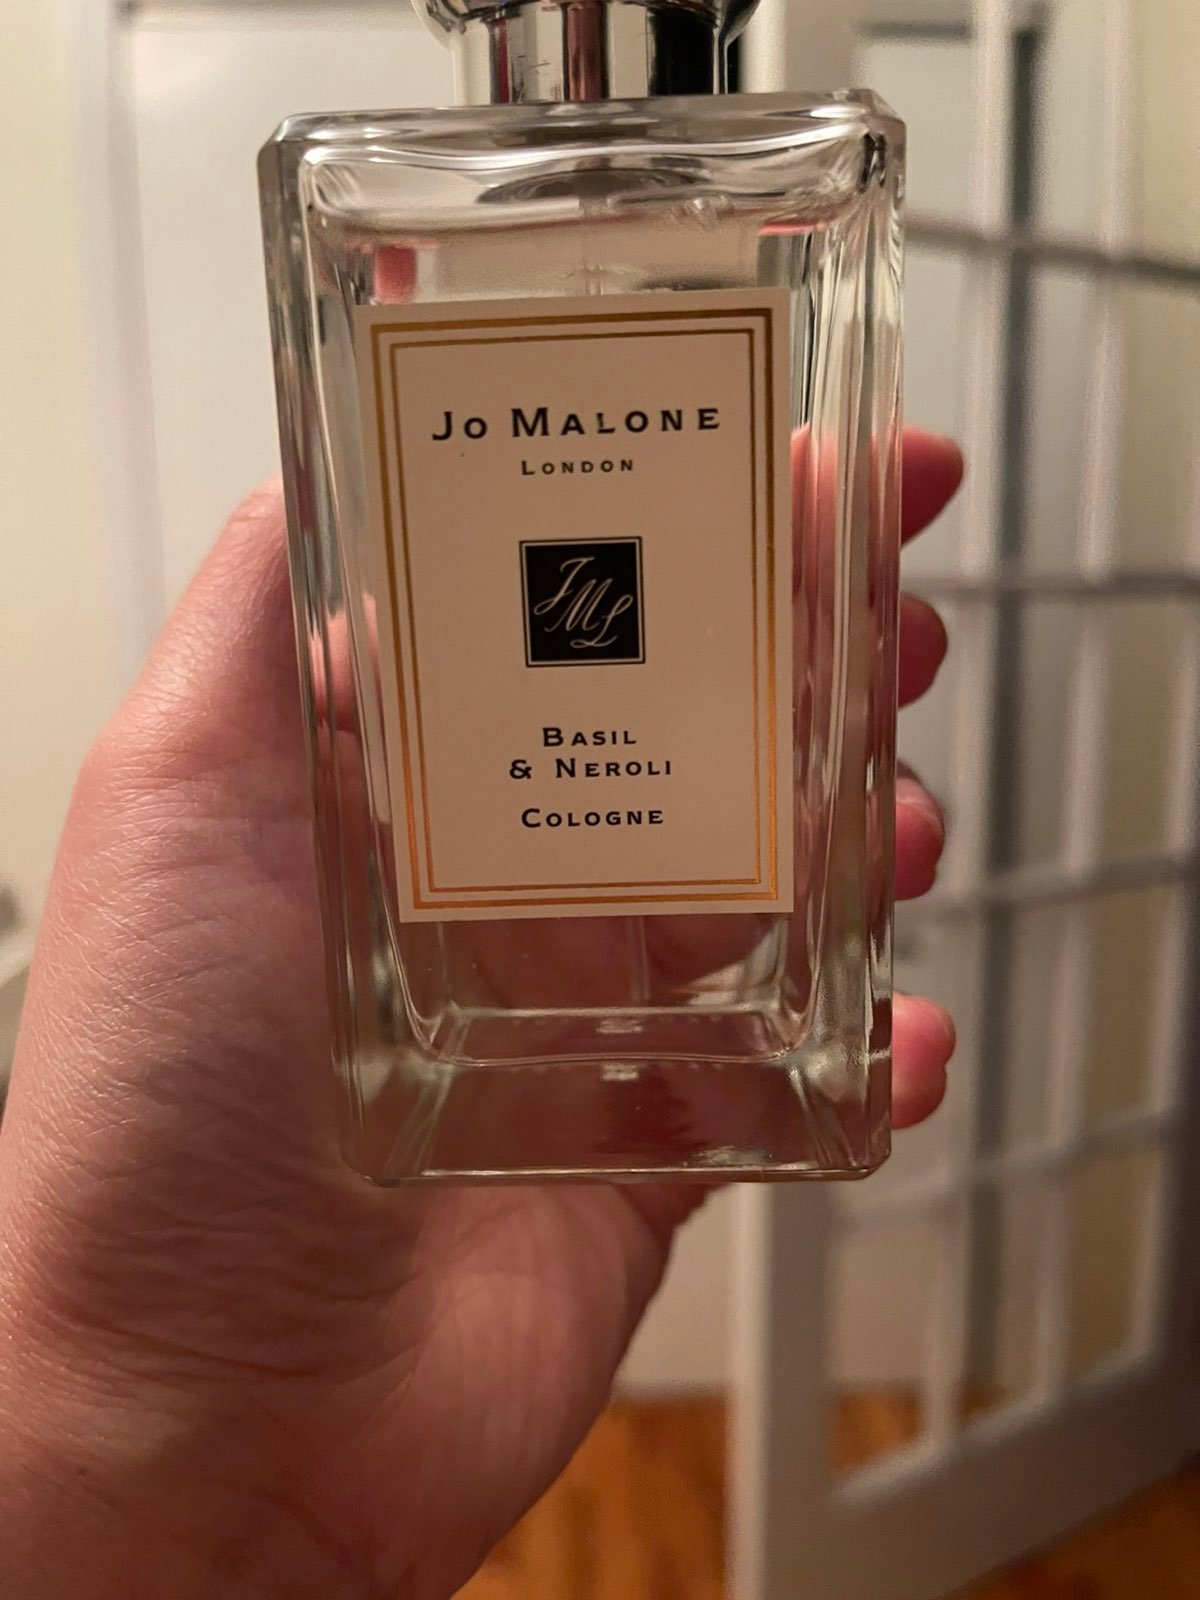 Jo Malone
London
JML
Basil
& Neroli
Cologne